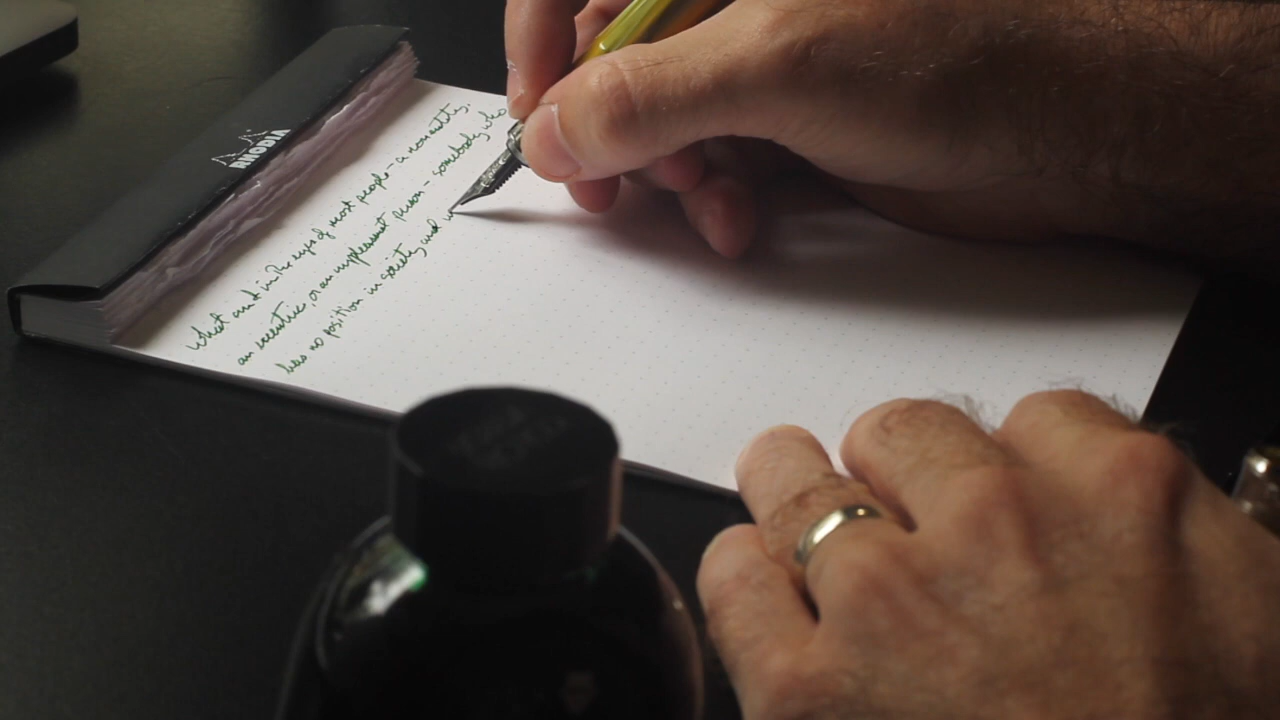 RHODIA
What am I in the eyes of most people - a nonentity,
an eccentric, or an unpleasant person - somebody who
has no position in society and w